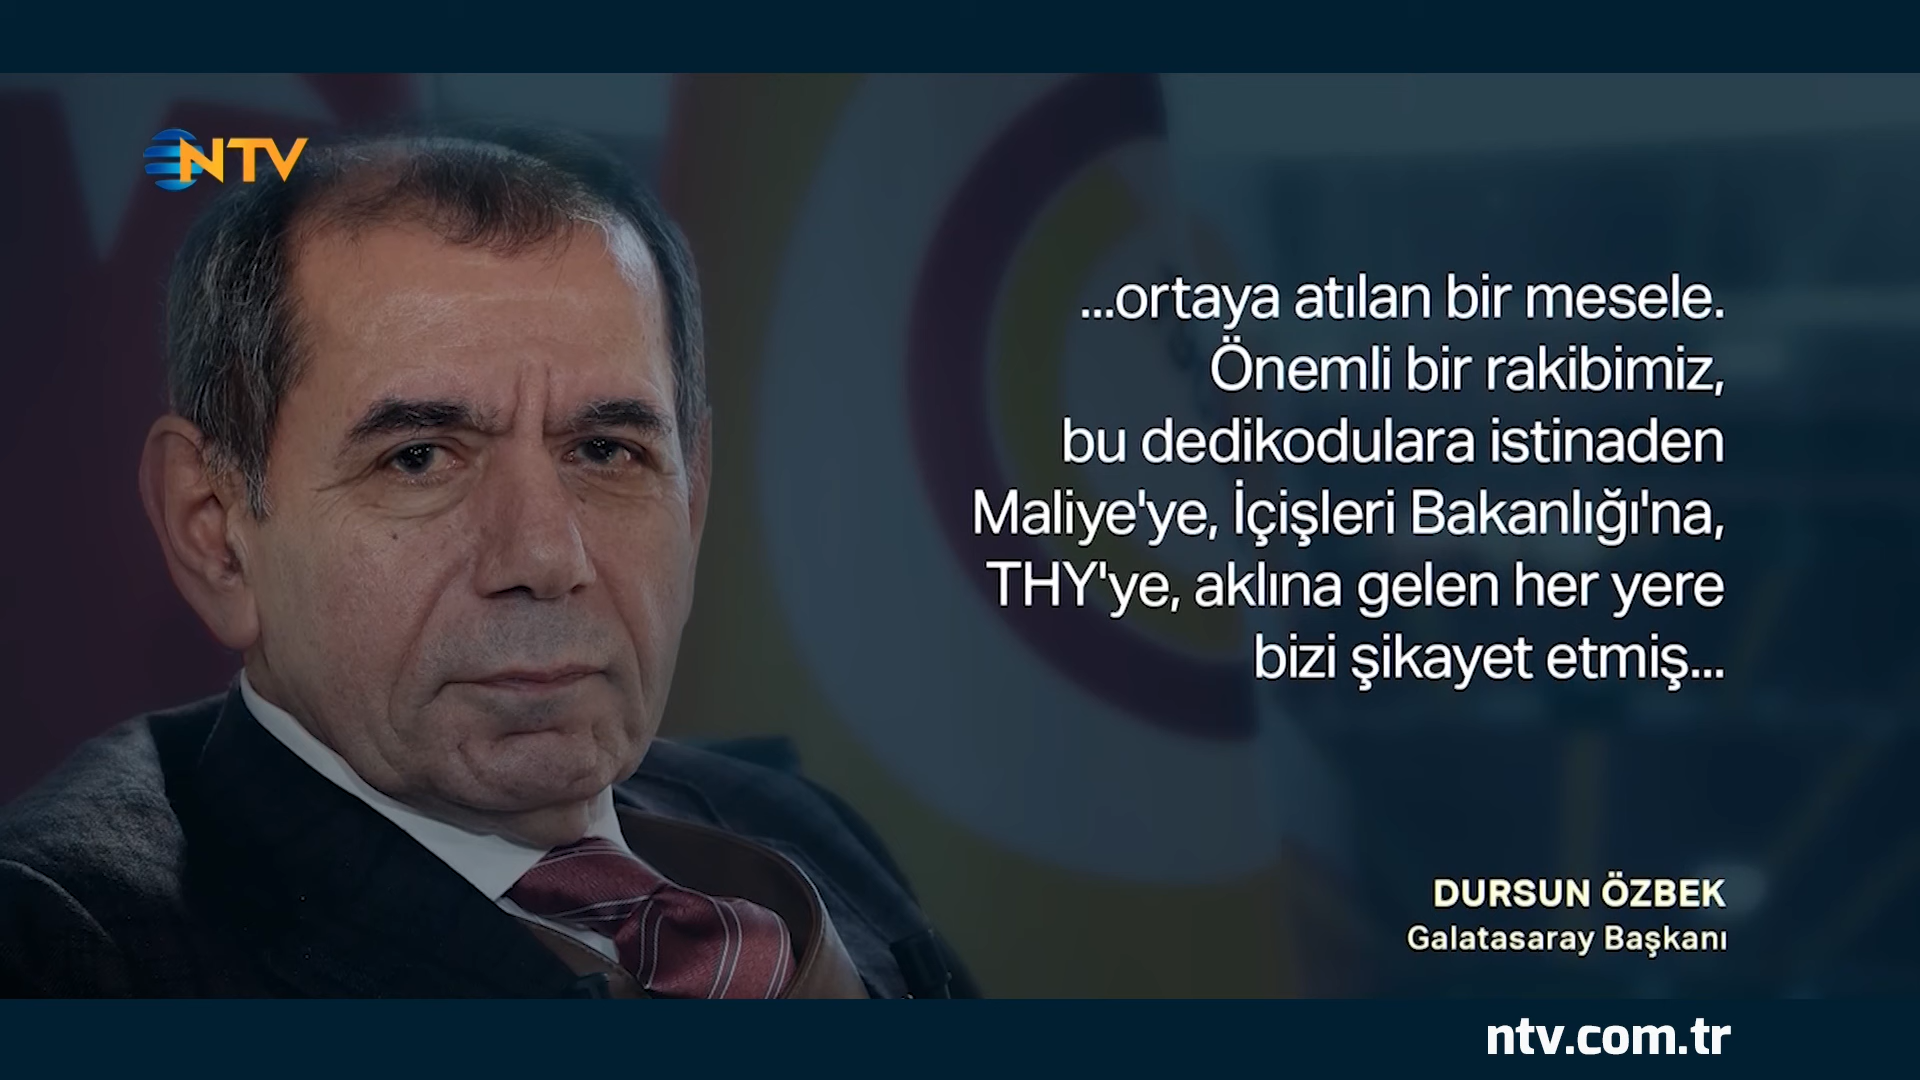 NTV
...ortaya atılan bir mesele.
Önemli bir rakibimiz,
bu dedikodulara istinaden
Maliye'ye, İçişleri Bakanlığı'na,
THY'ye, aklına gelen her yere
bizi şikayet etmiş...
DURSUN ÖZBEK
Galatasaray Başkanı
ntv.com.tr